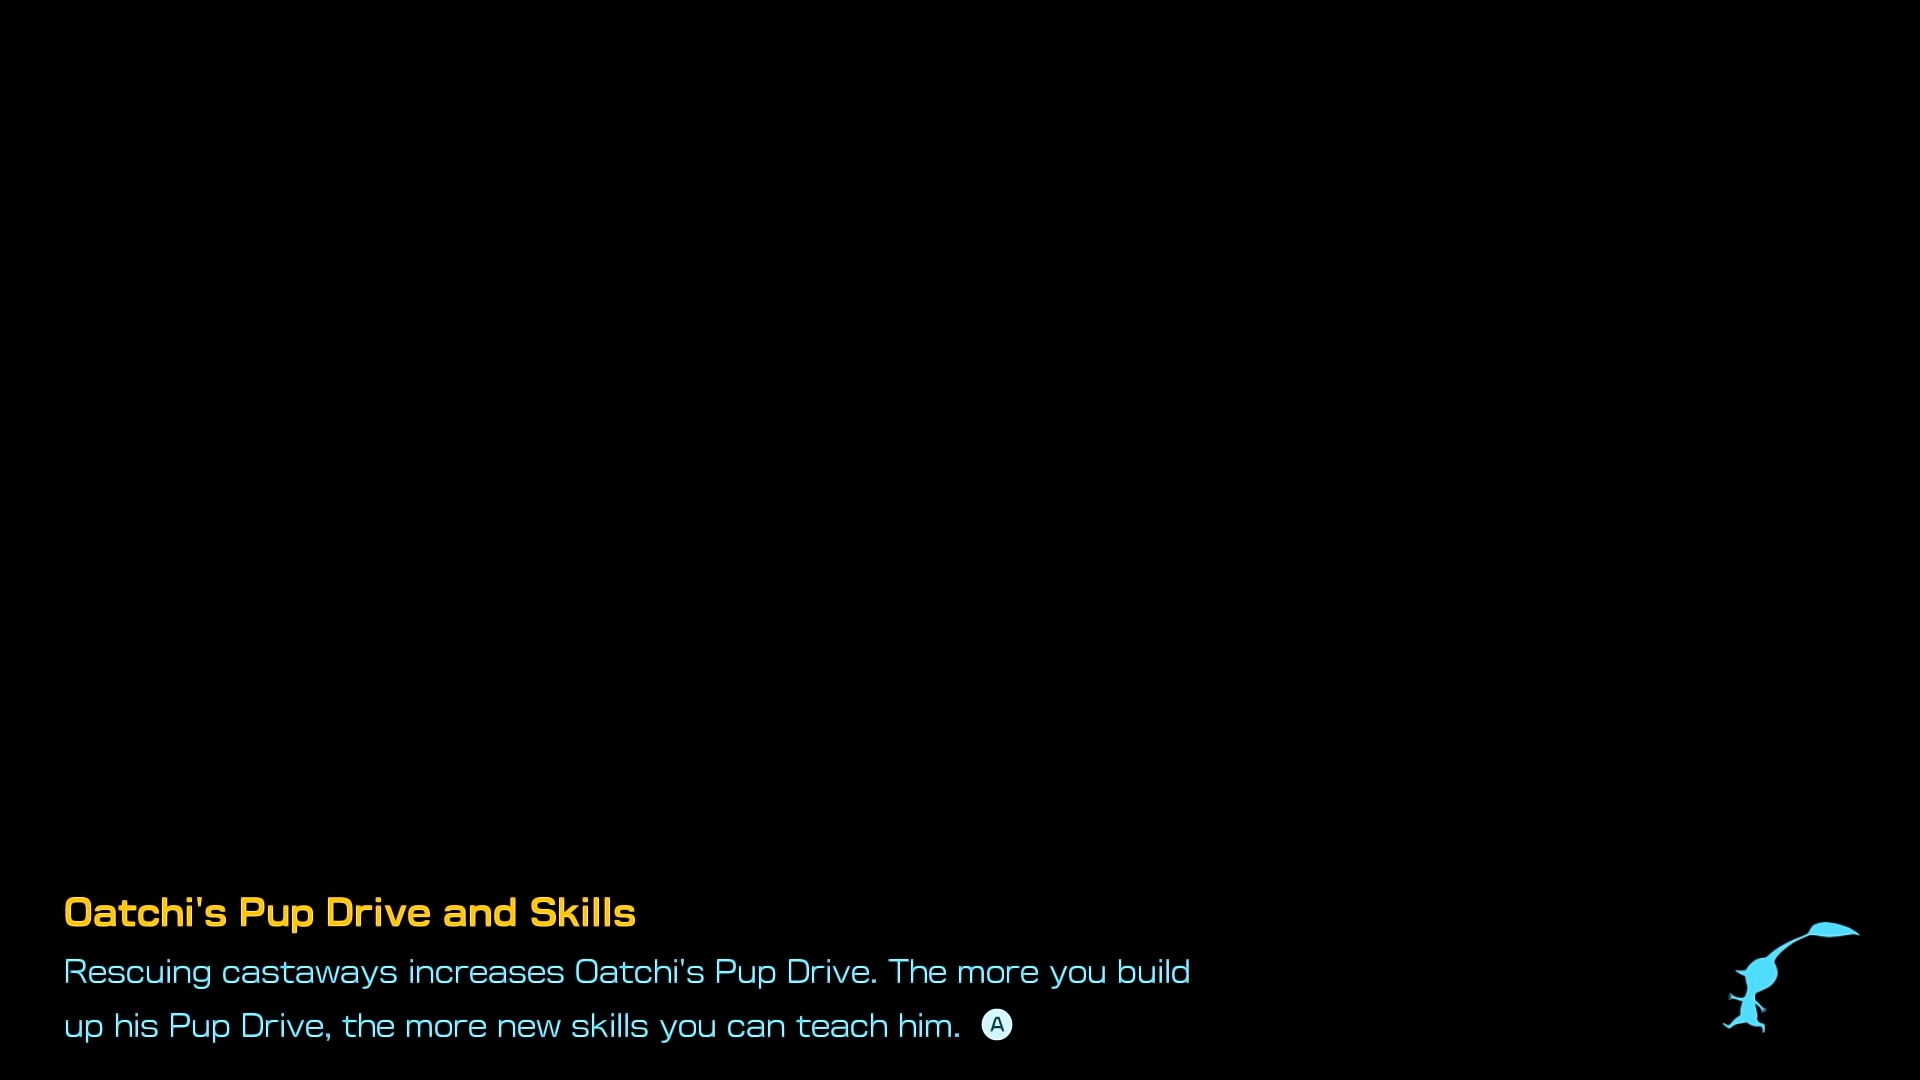 Oatchi's Pup Drive and Skills
Rescuing castaways increases Oatchi's Pup Drive. The more you build
up his Pup Drive, the more new skills you can teach him. A